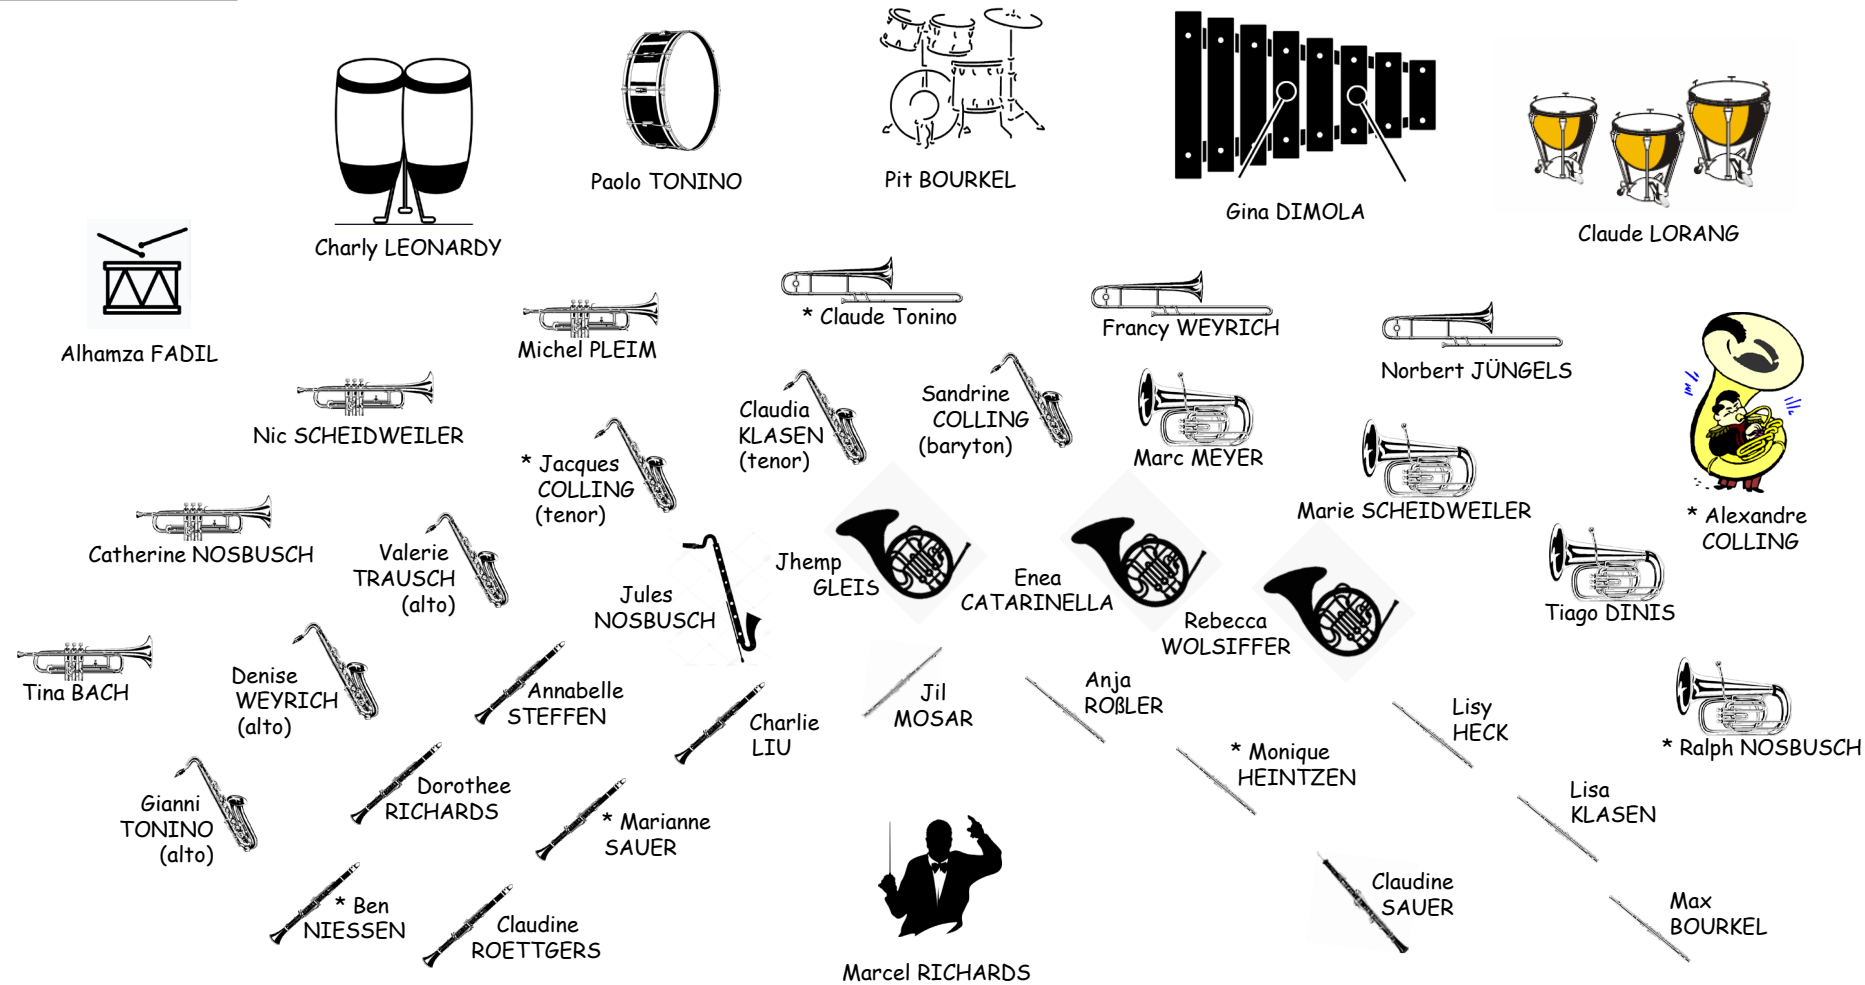 Paolo TONINO
Pit BOURKEL
Gina DIMOLA
Claude LORANG
Charly LEONARDY
Alhamza FADIL
Michel PLEIM
* Claude Tonino
Francy WEYRICH
Norbert JÜNGELS
Nic SCHEIDWEILER
* Jacques
COLLING
(tenor)
Claudia
KLASEN
(tenor)
Sandrine
COLLING
(baryton)
Marc MEYER
Marie SCHEIDWEILER
* Alexandre
COLLING
Catherine NOSBUSCH
Valerie
TRAUSCH
(alto)
Jules
NOSBUSCH
Jhemp
GLEIS
Enea
CATARINELLA
Rebecca
WOLSIFFER
Tiago DINIS
Tina BACH
Denise
WEYRICH
(alto)
Annabelle
STEFFEN
Charlie
LIU
Jil
MOSAR
Anja
ROßLER
* Monique
HEINTZEN
Lisy
HECK
* Ralph NOSBUSCH
Gianni
TONINO
(alto)
Dorothee
RICHARDS
* Marianne
SAUER
Lisa
KLASEN
* Ben
NIESSEN
Claudine
ROETTGERS
Marcel RICHARDS
Claudine
SAUER
Max
BOURKEL